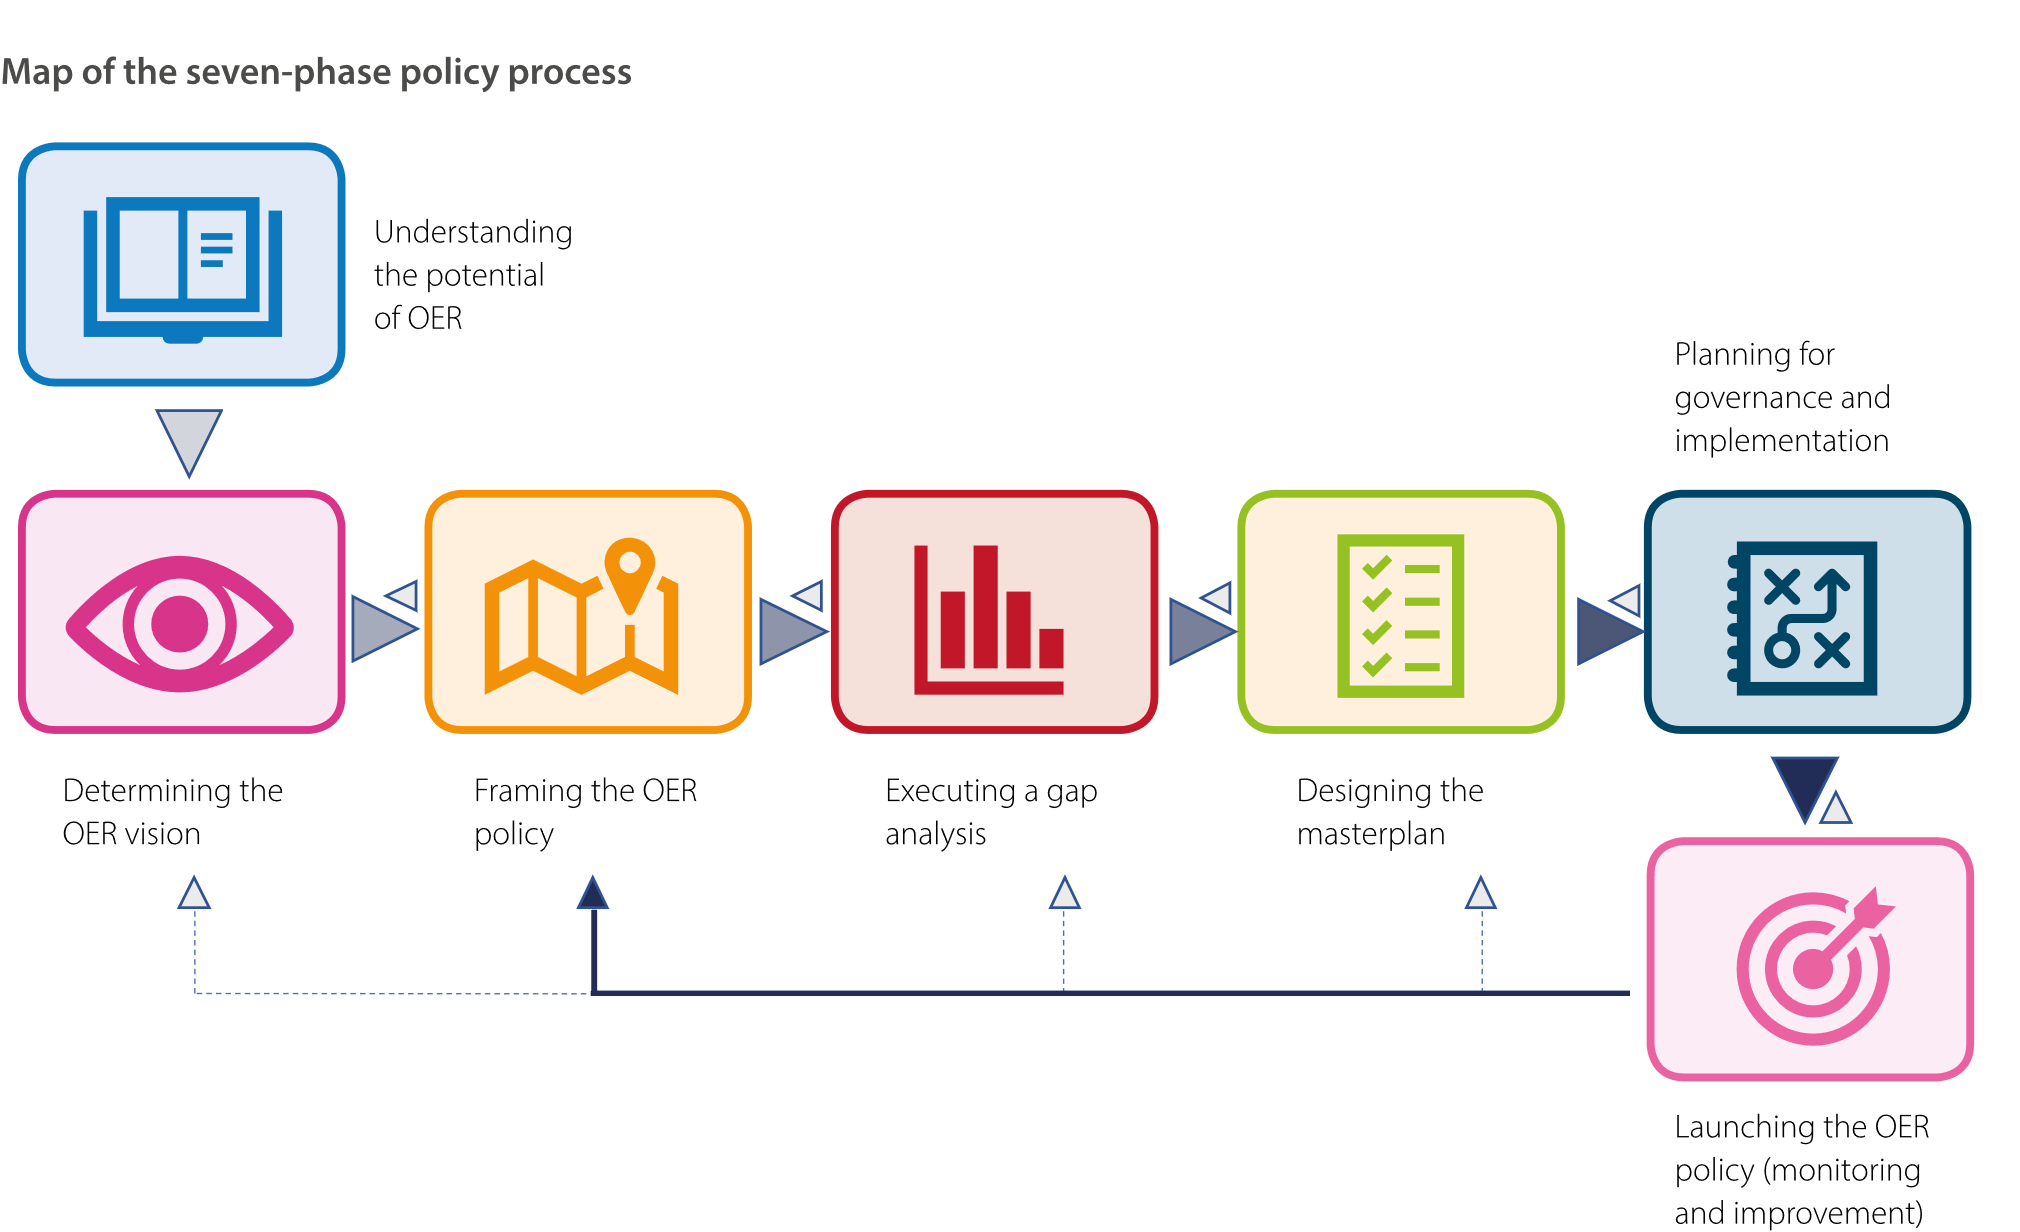 Map of the seven-phase policy process
Understanding
the potential
of OER
Planning for
governance and
implementation
Determining the
OER vision
Framing the OER
policy
Executing a gap
analysis
Designing the
masterplan
Launching the OER
policy (monitoring
and improvement)